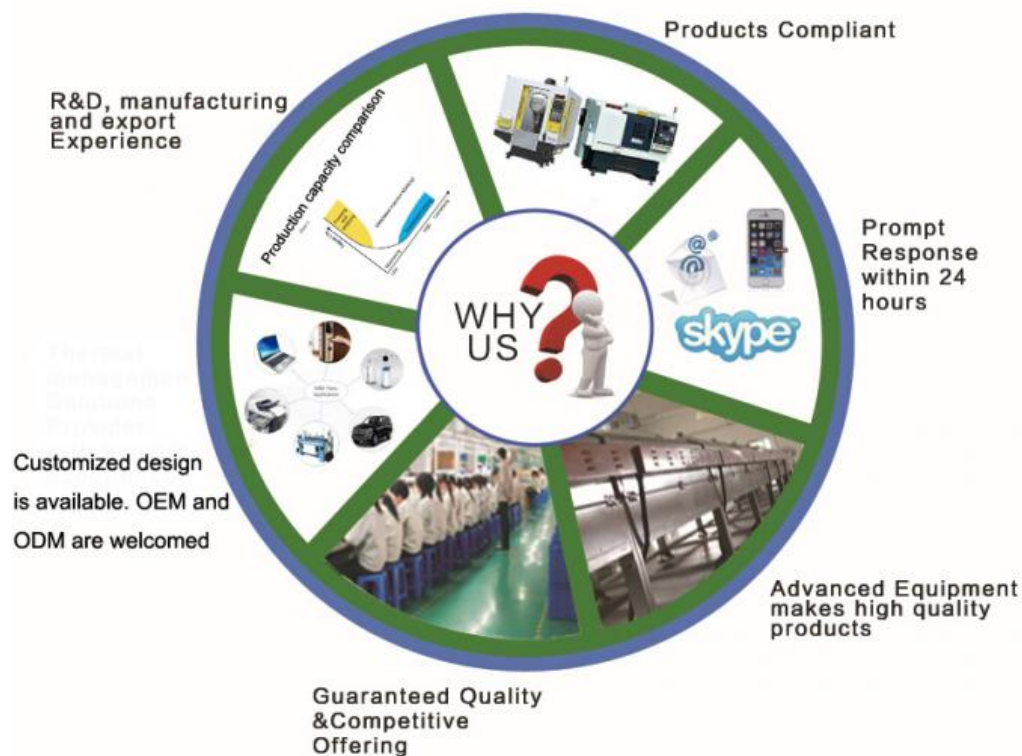 Products Compliant
R&D, manufacturing
and export
Experience
Production capacity comparison
Prompt
Response
within 24
hours
WHY
US
skype
Customized design
is available. OEM and
ODM are welcomed
Advanced Equipment
makes high quality
products
Guaranteed Quality
&Competitive
Offering